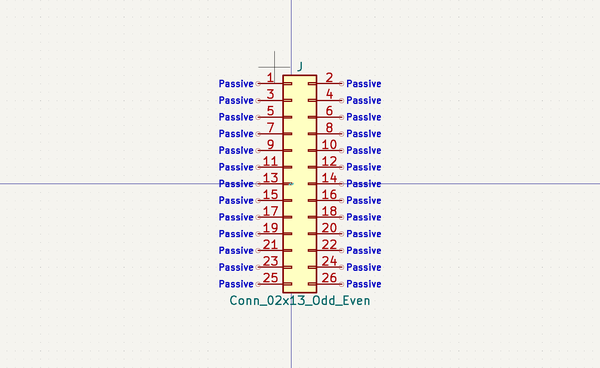 J
Passive 1 2 Passive
Passive 3 4 Passive
Passive 5 6 Passive
Passive 7 8 Passive
Passive 9 10 Passive
Passive 11 12 Passive
Passive 13 14 Passive
Passive 15 16 Passive
Passive 17 18 Passive
Passive 19 20 Passive
Passive 21 22 Passive
Passive 23 24 Passive
Passive 25 26 Passive
Conn_02x13_Odd_Even